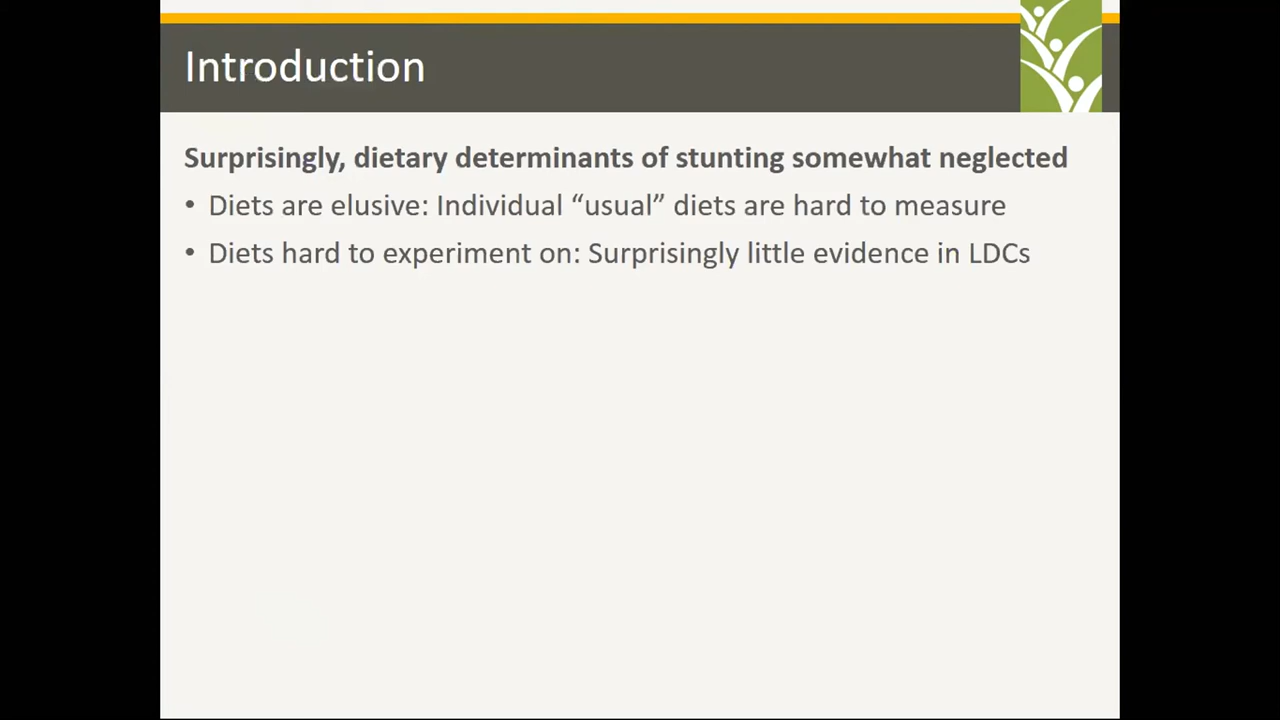 Introduction
Surprisingly, dietary determinants of stunting somewhat neglected
• Diets are elusive: Individual “usual” diets are hard to measure
• Diets hard to experiment on: Surprisingly little evidence in LDCs